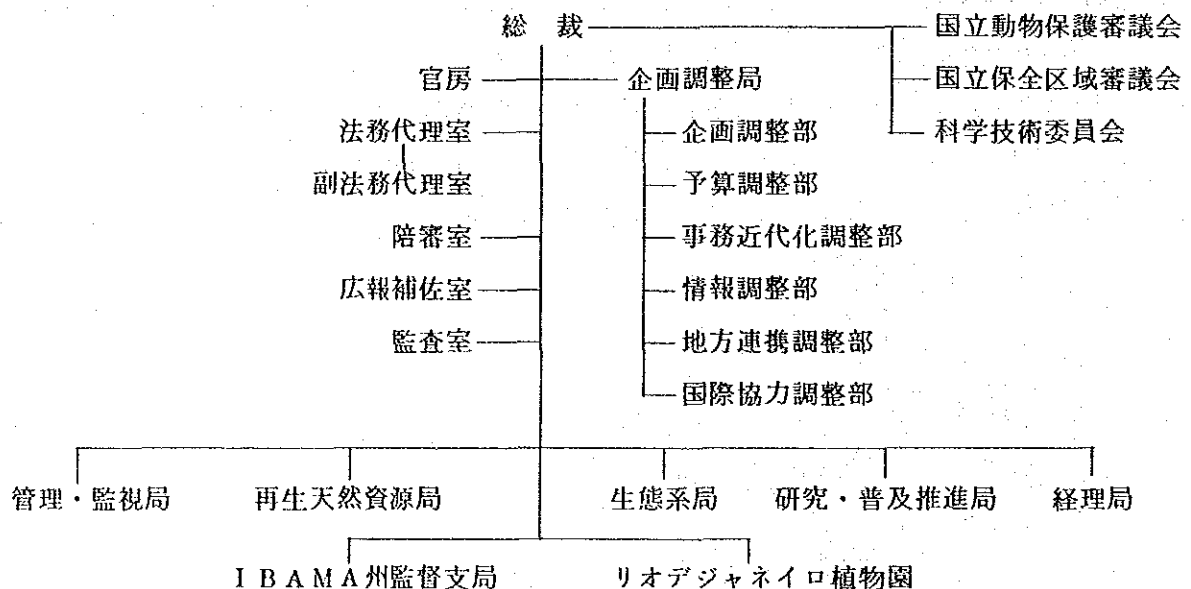 総 裁 国立動物保護審議会
官房 企画調整局 国立保全区域審議会
法務代理室 企画調整部 科学技術委員会
副法務代理室 予算調整部
陪審室 事務近代化調整部
広報補佐室 情報調整部
監査室 地方連携調整部
国際協力調整部
管理・監視局 再生天然資源局 生態系局 研究・普及推進局 経理局
IBAMA州監督支局 リオデジャネイロ植物園